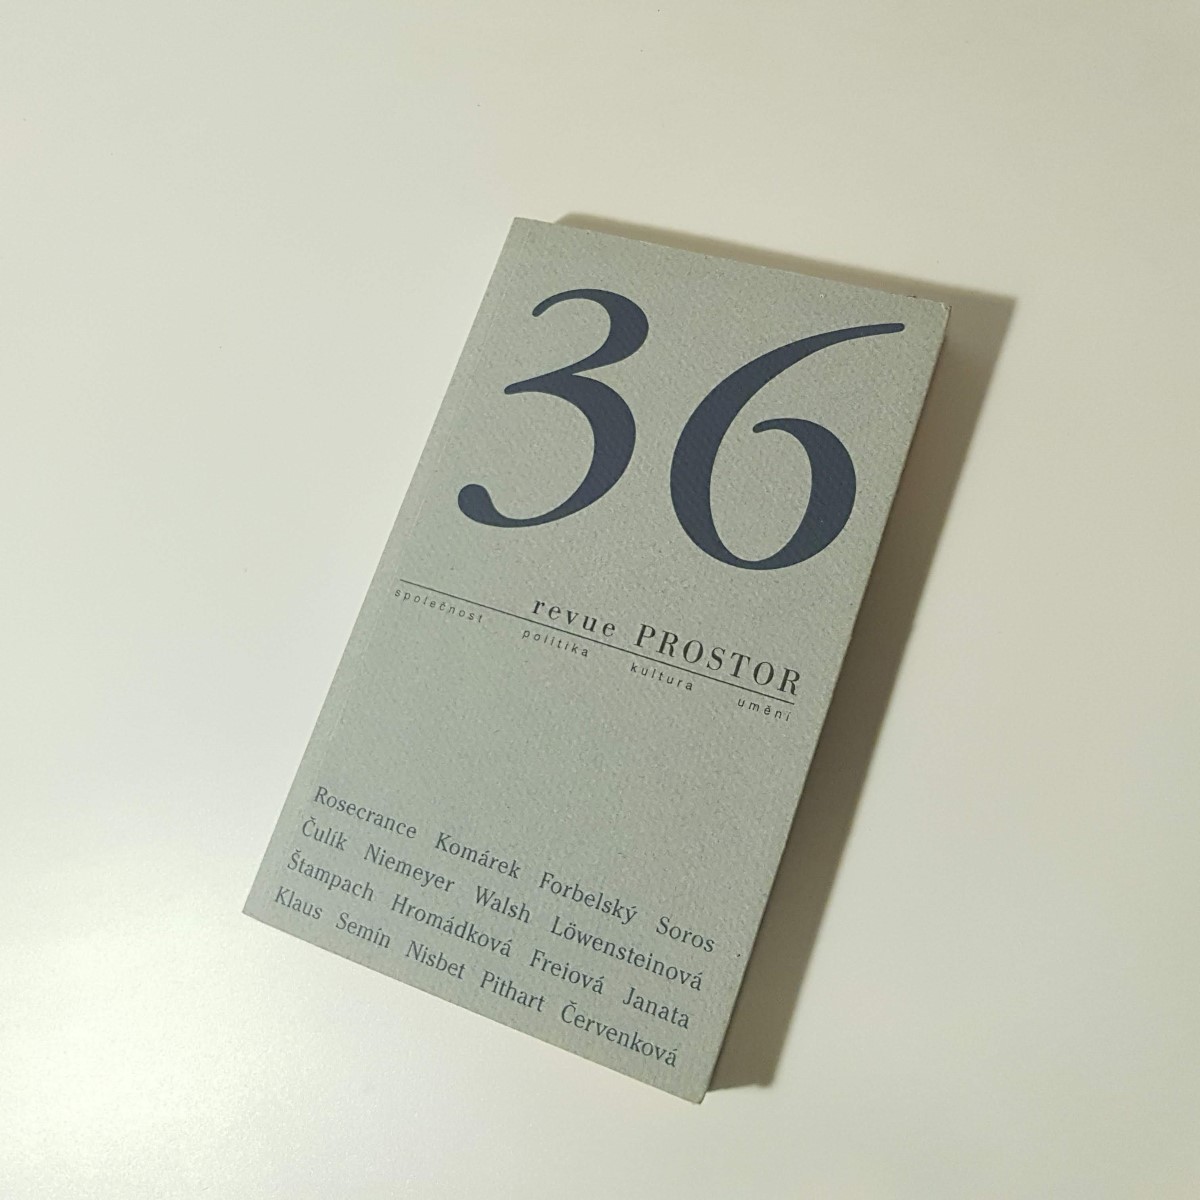 36
revue PROSTOR
společnost politika kultura umění
Rosecrance Komárek Forbelský Soros
Čulík Niemeyer Walsh Löwensteinová
Štampach Hromádková Freiová Janata
Klaus Semín Nisbet Pithart Červenková